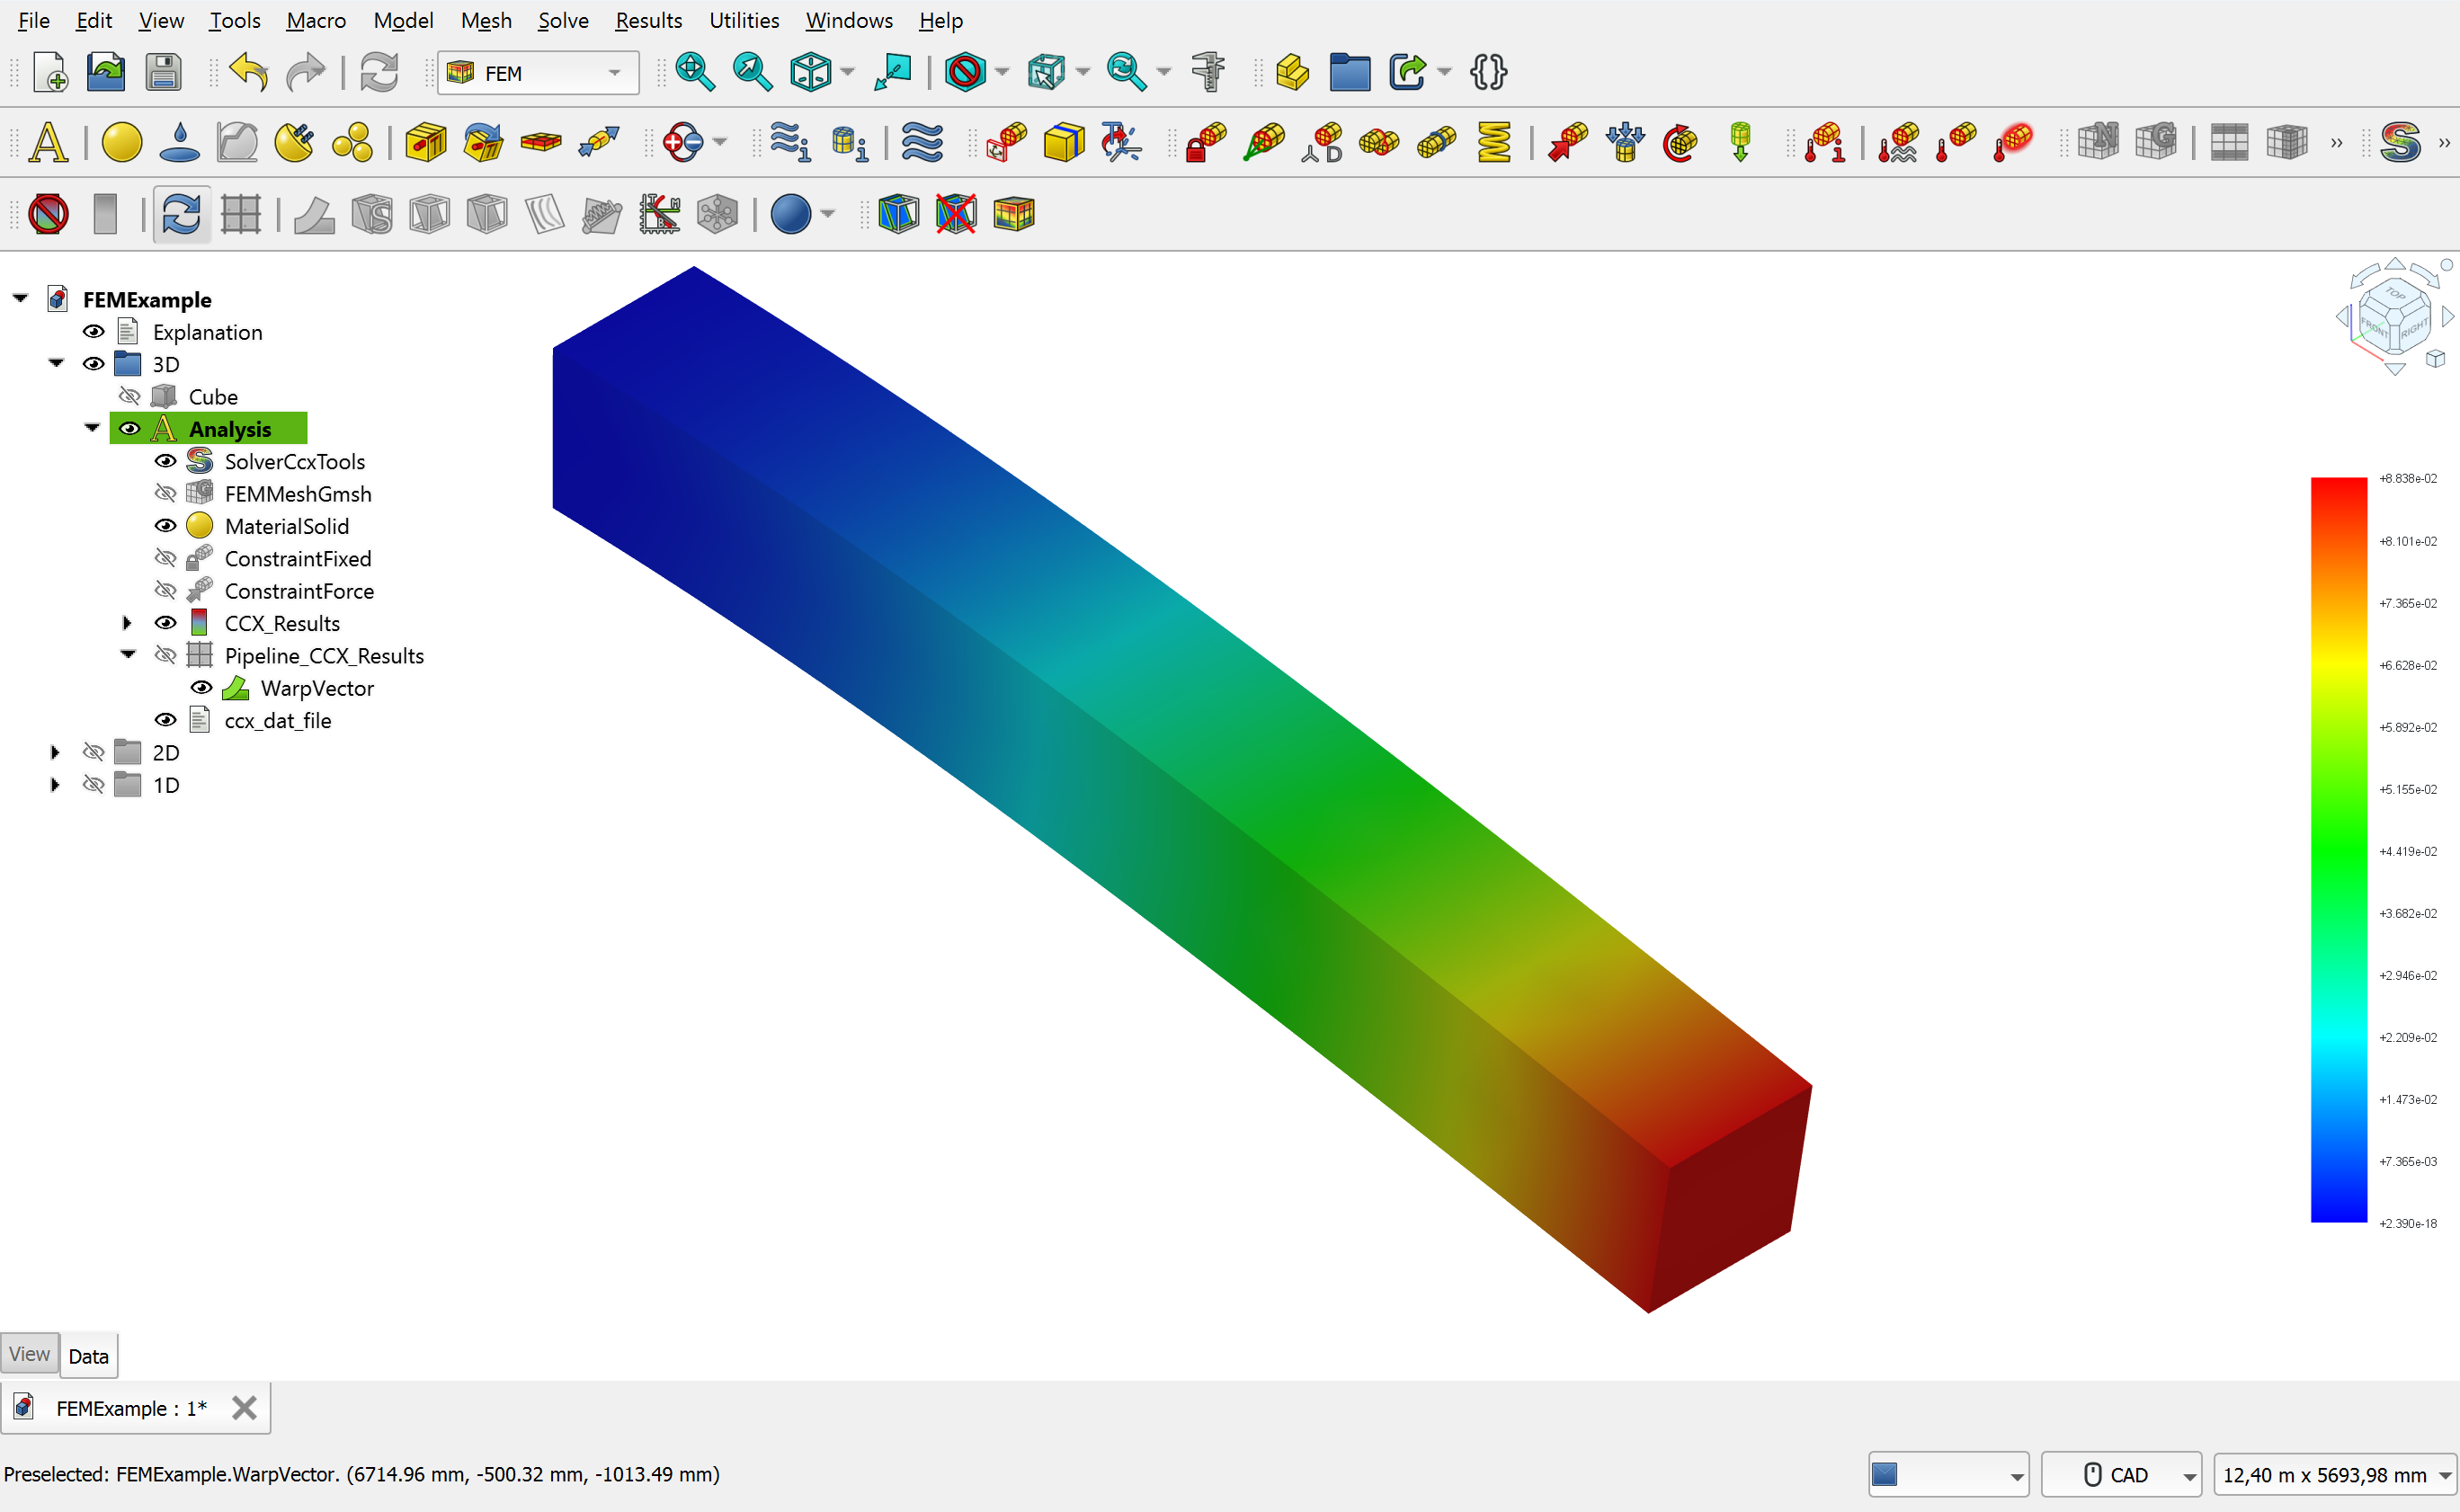 File Edit View Tools Macro Model Mesh Solve Results Utilities Windows Help
FEM
FEMExample
Explanation
3D
Cube
Analysis
SolverCcxTools
FEMMeshGmsh
MaterialSolid
ConstraintFixed
ConstraintForce
CCX_Results
Pipeline_CCX_Results
WarpVector
ccx_dat_file
2D
1D
TOP
FRONT RIGHT
+8.838e-02
+8.101e-02
+7.365e-02
+6.628e-02
+5.892e-02
+5.155e-02
+4.419e-02
+3.682e-02
+2.946e-02
+2.209e-02
+1.473e-02
+7.365e-03
+2.390e-18
View Data
FEMExample : 1*
Preselected: FEMExample.WarpVector. (6714.96 mm, -500.32 mm, -1013.49 mm)
CAD
12,40 m x 5693,98 mm